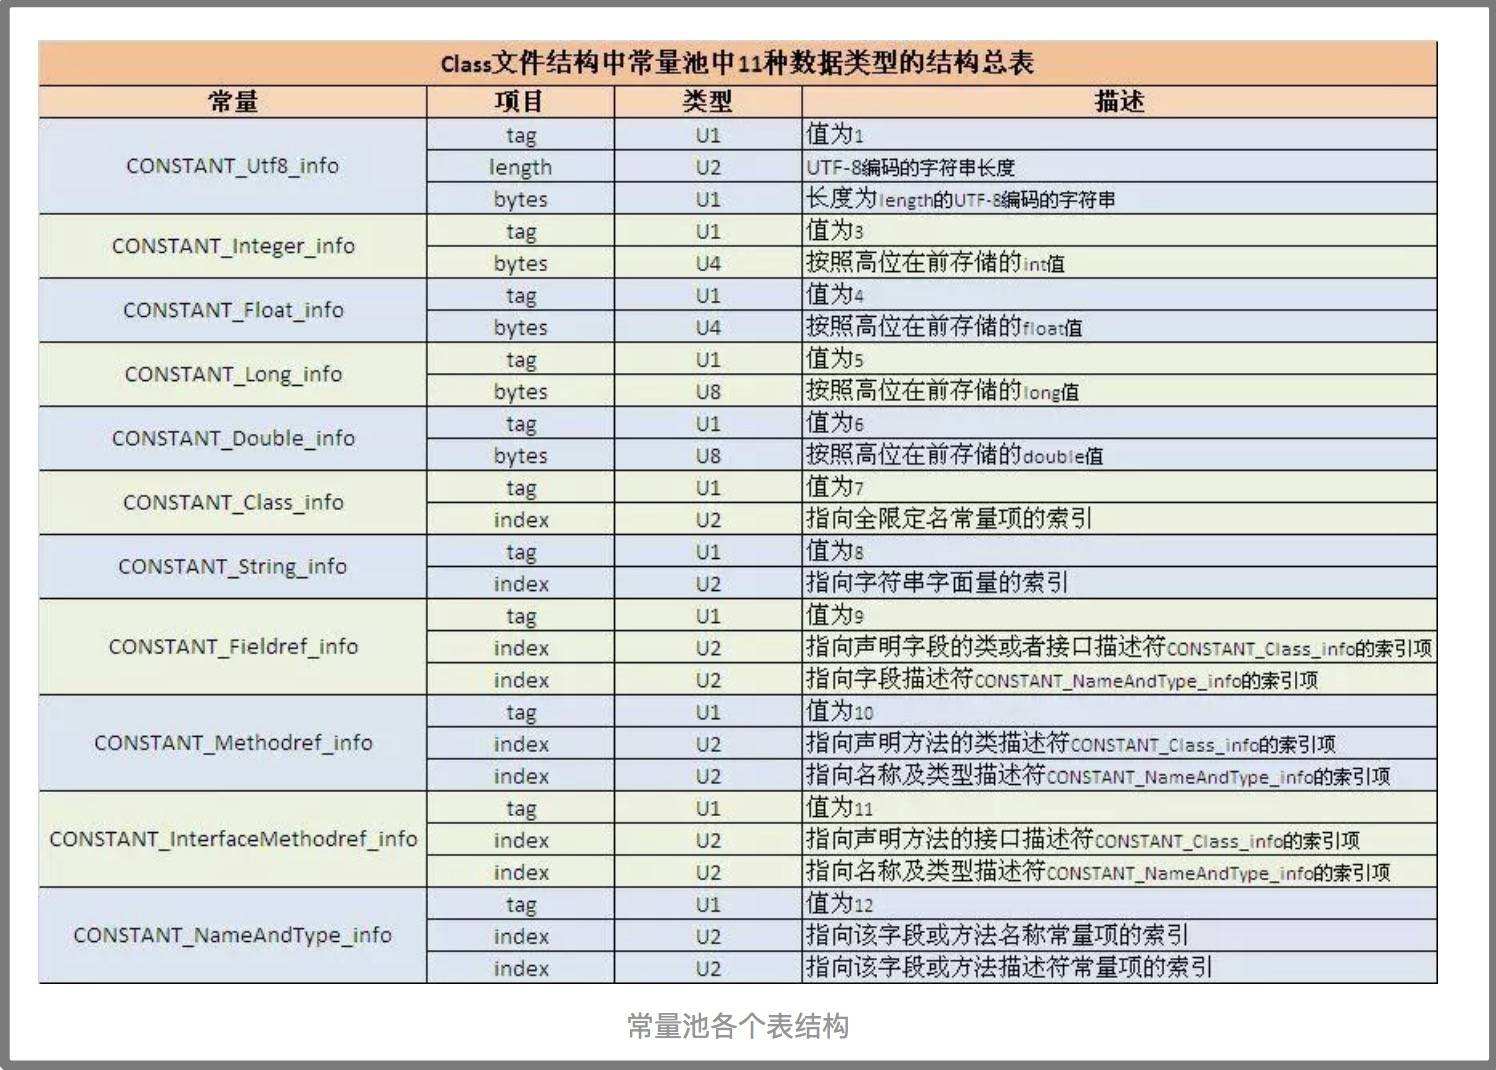 Class文件结构中常量池中11种数据类型的结构总表
常量 项目 类型 描述
CONSTANT_Utf8_info tag U1 值为1
length U2 UTF-8编码的字符串长度
bytes U1 长度为length的UTF-8编码的字符串
CONSTANT_Integer_info tag U1 值为3
bytes U4 按照高位在前存储的int值
CONSTANT_Float_info tag U1 值为4
bytes U4 按照高位在前存储的float值
CONSTANT_Long_info tag U1 值为5
bytes U8 按照高位在前存储的long值
CONSTANT_Double_info tag U1 值为6
bytes U8 按照高位在前存储的double值
CONSTANT_Class_info tag U1 值为7
index U2 指向全限定名常量项的索引
CONSTANT_String_info tag U1 值为8
index U2 指向字符串字面量的索引
CONSTANT_Fieldref_info tag U1 值为9
index U2 指向声明字段的类或者接口描述符CONSTANT_Class_info的索引项
index U2 指向字段描述符CONSTANT_NameAndType_info的索引项
CONSTANT_Methodref_info tag U1 值为10
index U2 指向声明方法的类描述符CONSTANT_Class_info的索引项
index U2 指向名称及类型描述符CONSTANT_NameAndType_info的索引项
CONSTANT_InterfaceMethodref_info tag U1 值为11
index U2 指向声明方法的接口描述符CONSTANT_Class_info的索引项
index U2 指向名称及类型描述符CONSTANT_NameAndType_info的索引项
CONSTANT_NameAndType_info tag U1 值为12
index U2 指向该字段或方法名称常量项的索引
index U2 指向该字段或方法描述符常量项的索引
常量池各个表结构